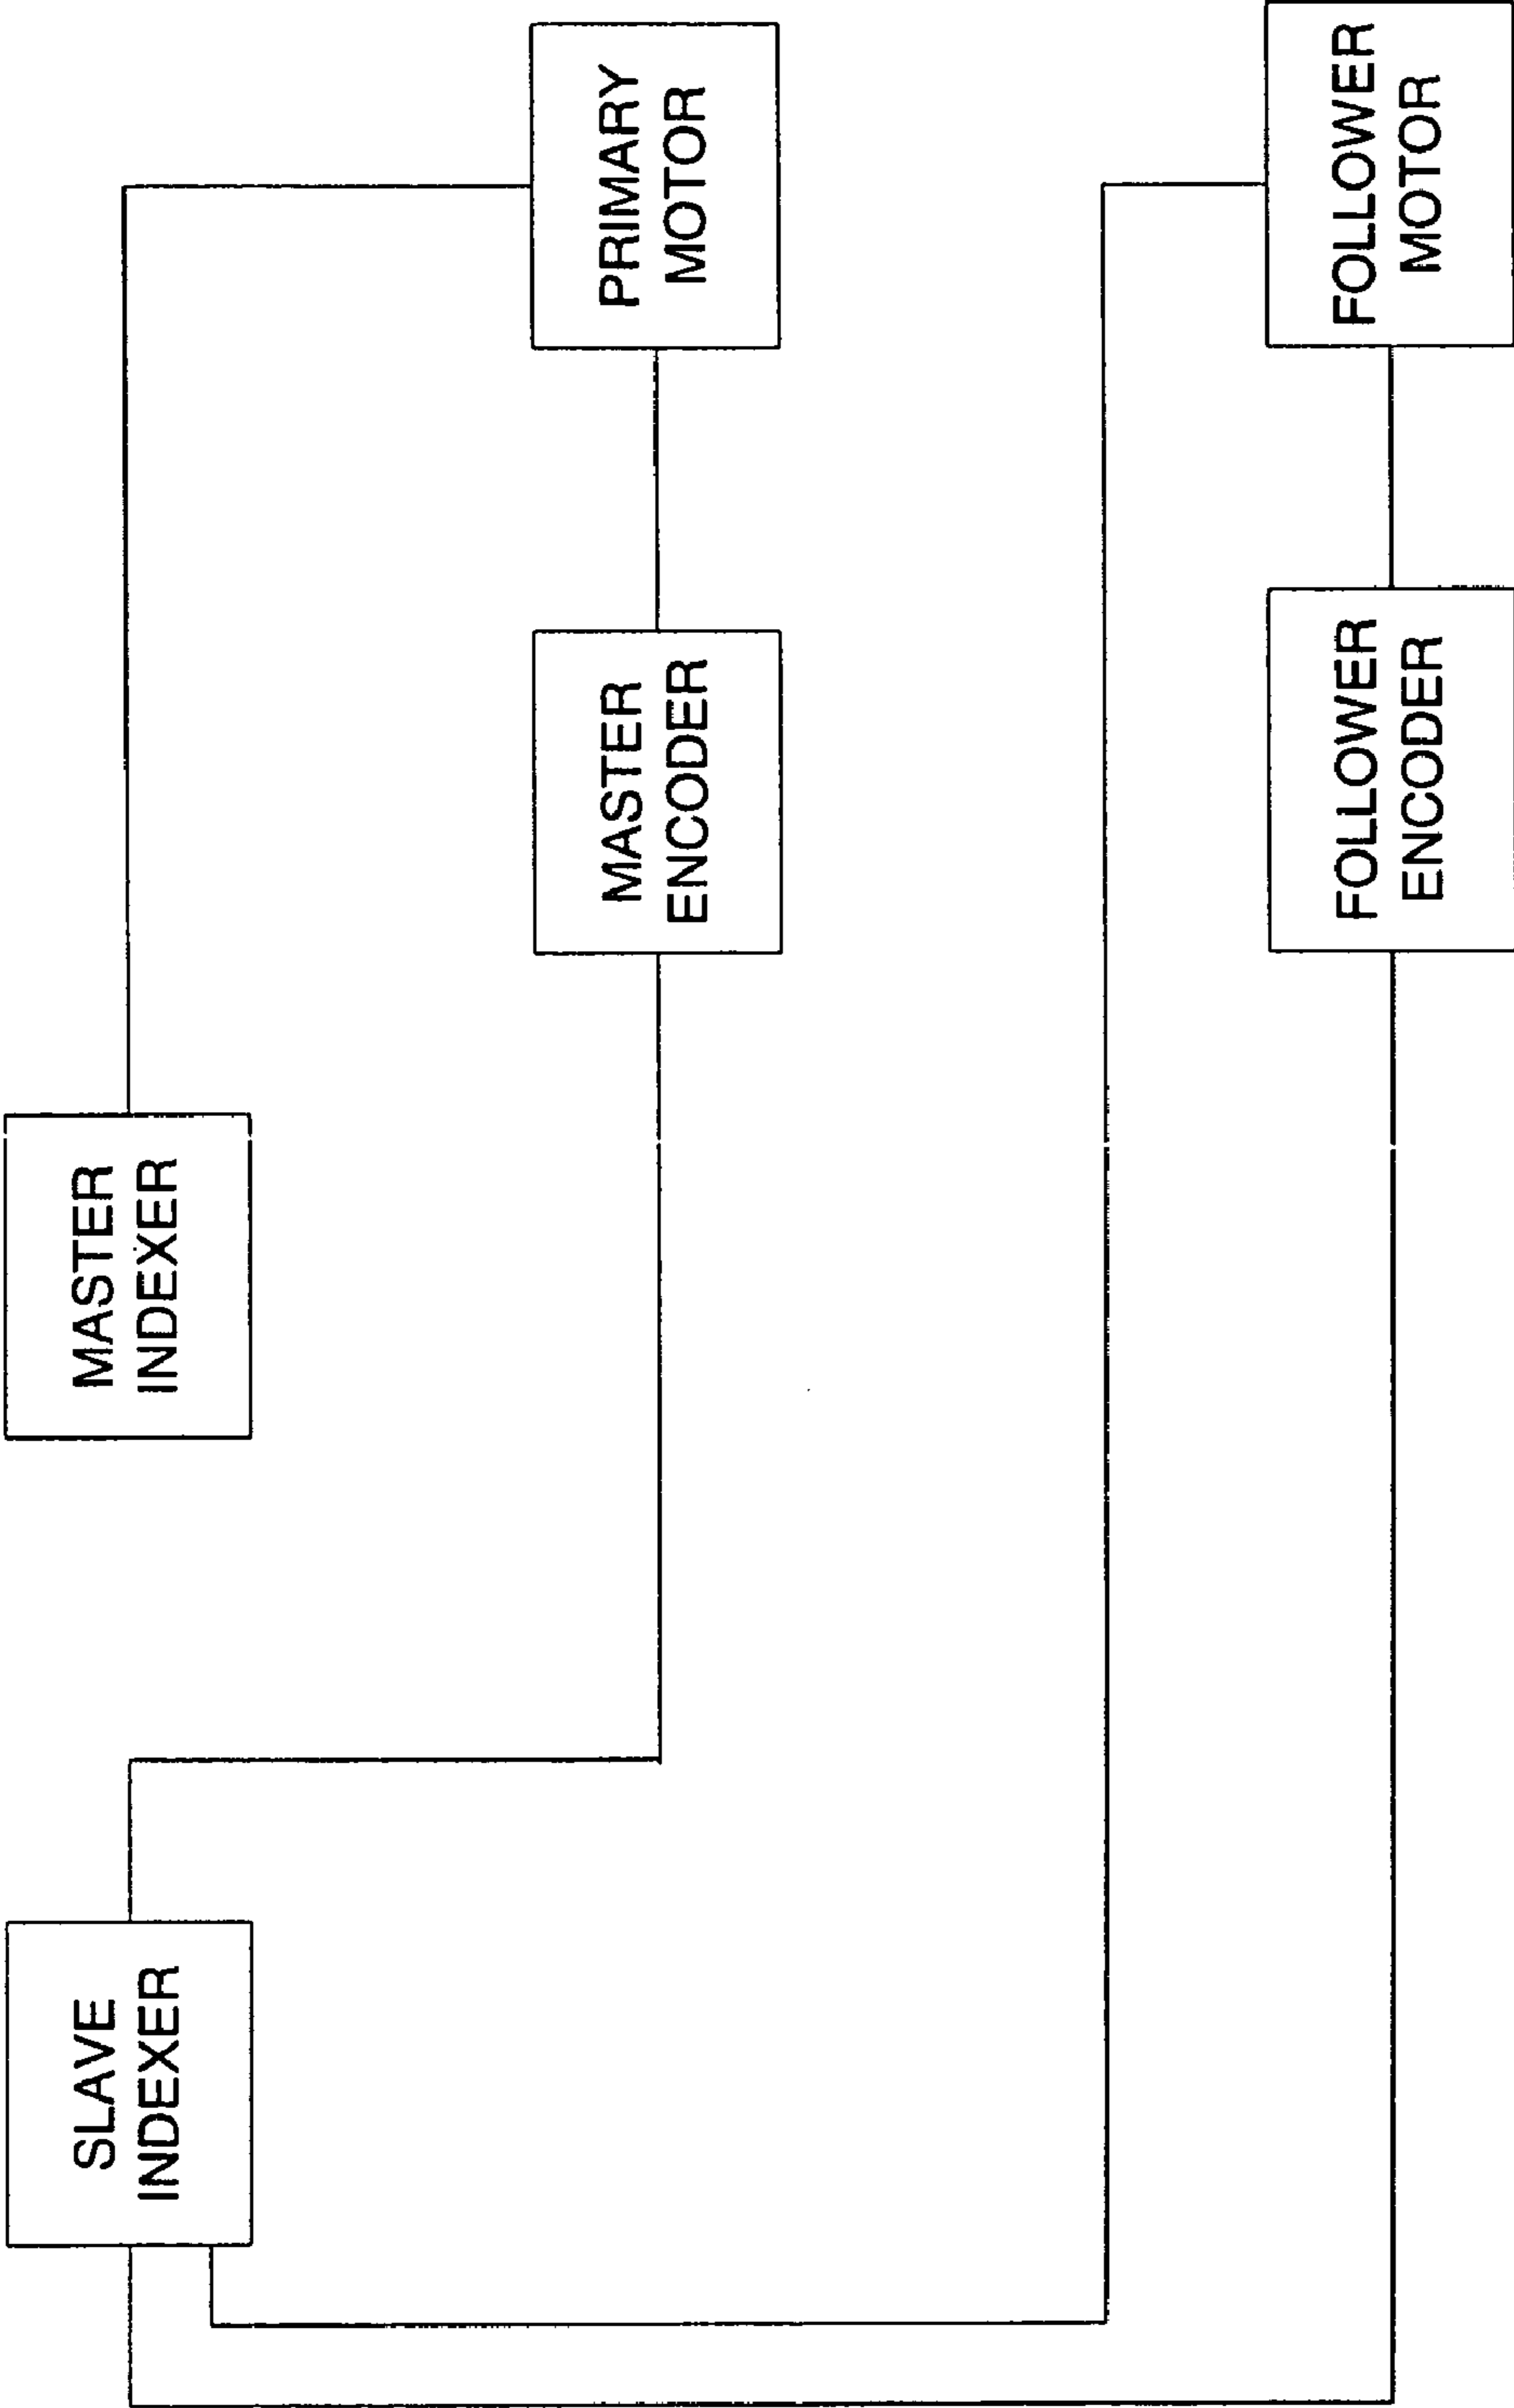 SLAVE
INDEXER
MASTER
INDEXER
MASTER
ENCODER
PRIMARY
MOTOR
FOLLOWER
ENCODER
FOLLOWER
MOTOR